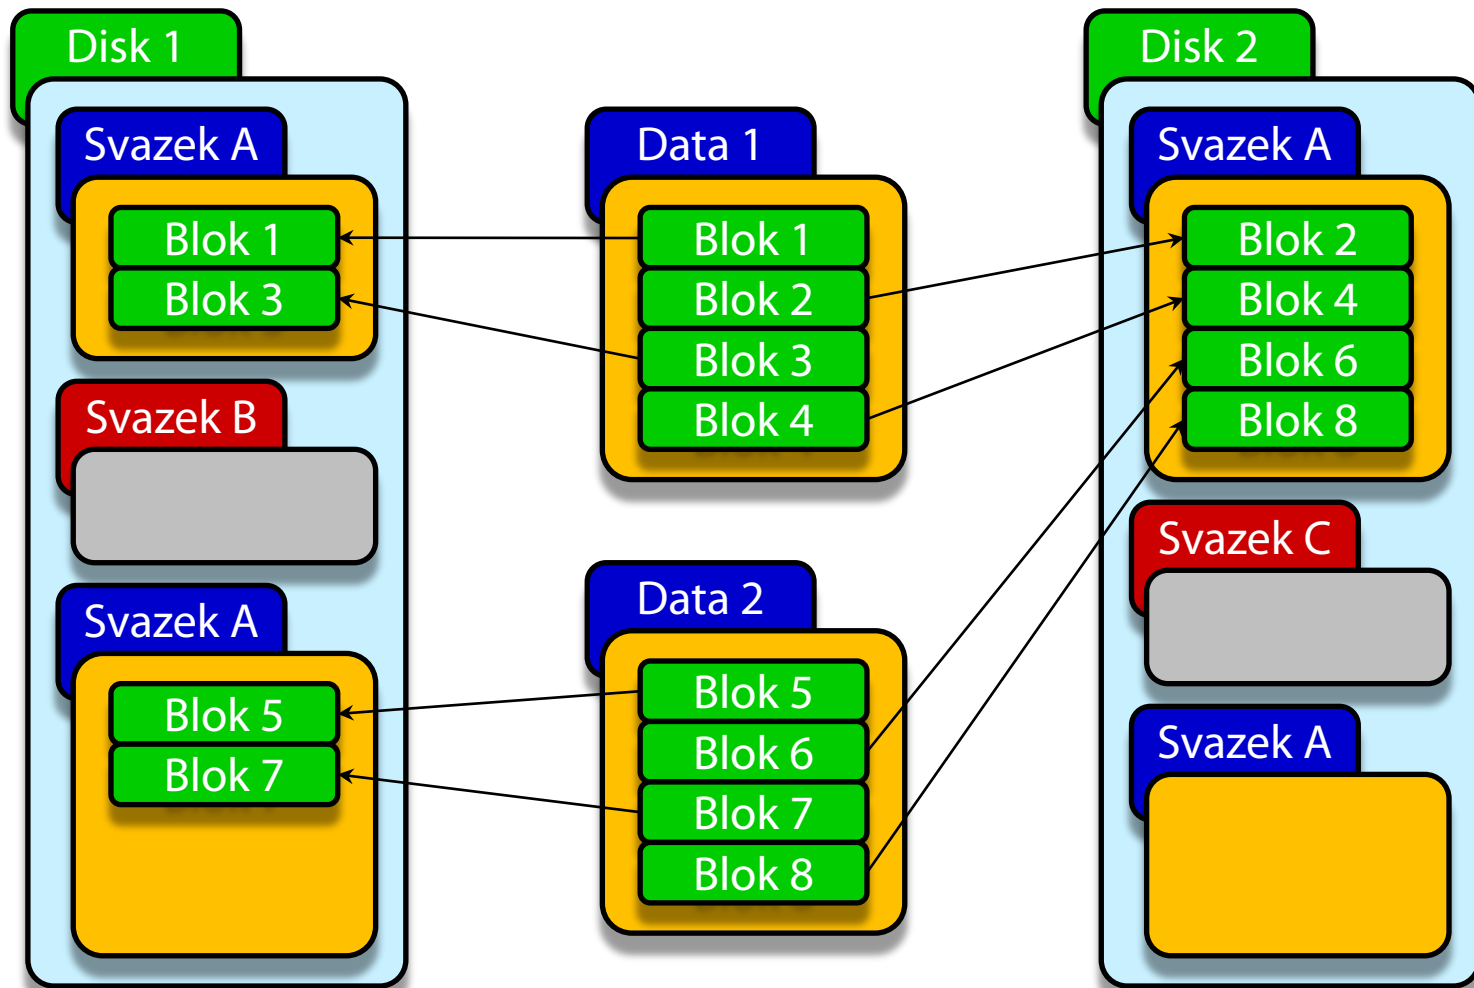 Disk 1
Svazek A
Blok 1
Blok 3
Svazek B
Svazek A
Blok 5
Blok 7
Data 1
Blok 1
Blok 2
Blok 3
Blok 4
Data 2
Blok 5
Blok 6
Blok 7
Blok 8
Disk 2
Svazek A
Blok 2
Blok 4
Blok 6
Blok 8
Svazek C
Svazek A